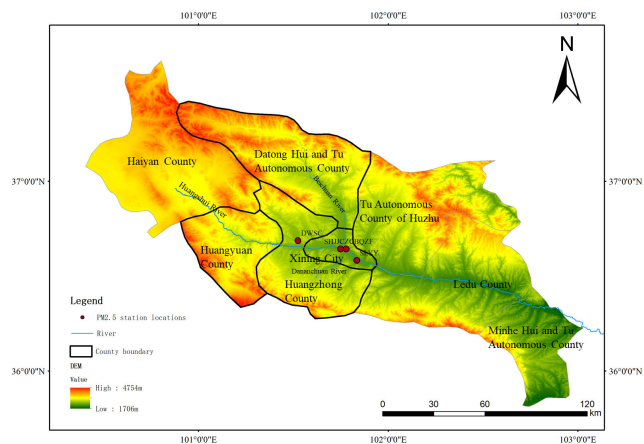 101°0'0"E
102°0'0"E
103°0'0"E
N
37°0'0"N
37°0'0"N
36°0'0"N
36°0'0"N
Haiyan County
Datong Hui and Tu
Autonomous County
Huangshui River
Beichuan River
Tu Autonomous
County of Huzhu
DWSC
Huangyuan
County
Xining City
Dananchuan River
Huangzhong
County
Ledu County
Minhe Hui and Tu
Autonomous County
Legend
PM2.5 station locations
River
County boundary
DEM
Value
High : 4754m
Low : 1706m
0 30 60 90 120
KM
101°0'0"E
102°0'0"E
103°0'0"E